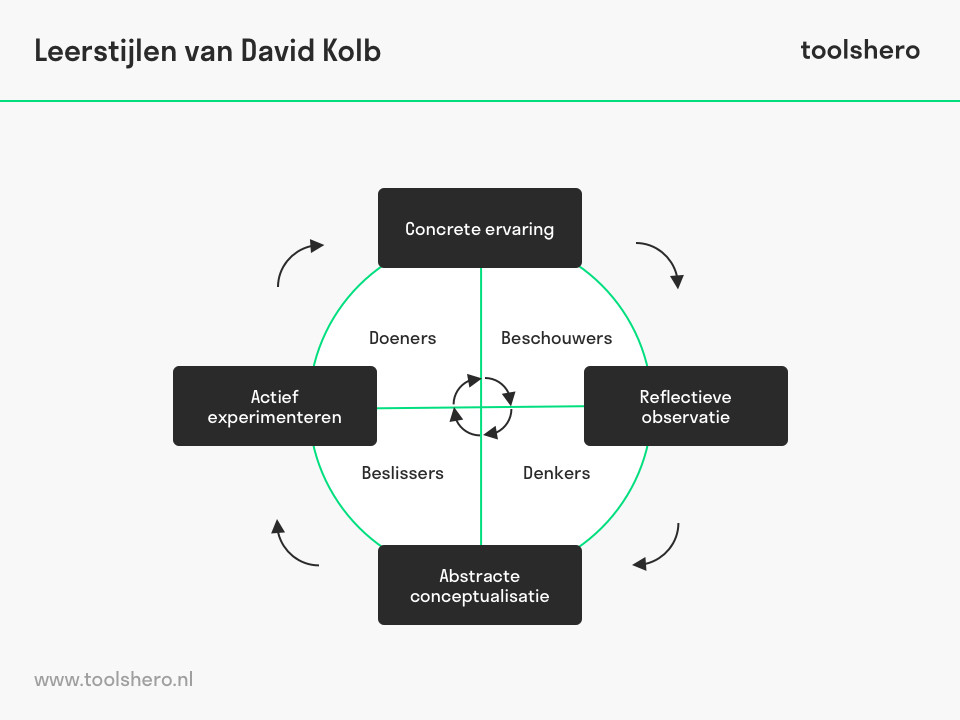 Leerstijlen van David Kolb
toolshero
Concrete ervaring
Doeners
Beschouwers
Actief
experimenteren
Reflectieve
observatie
Beslissers
Denkers
Abstracte
conceptualisatie
www.toolshero.nl